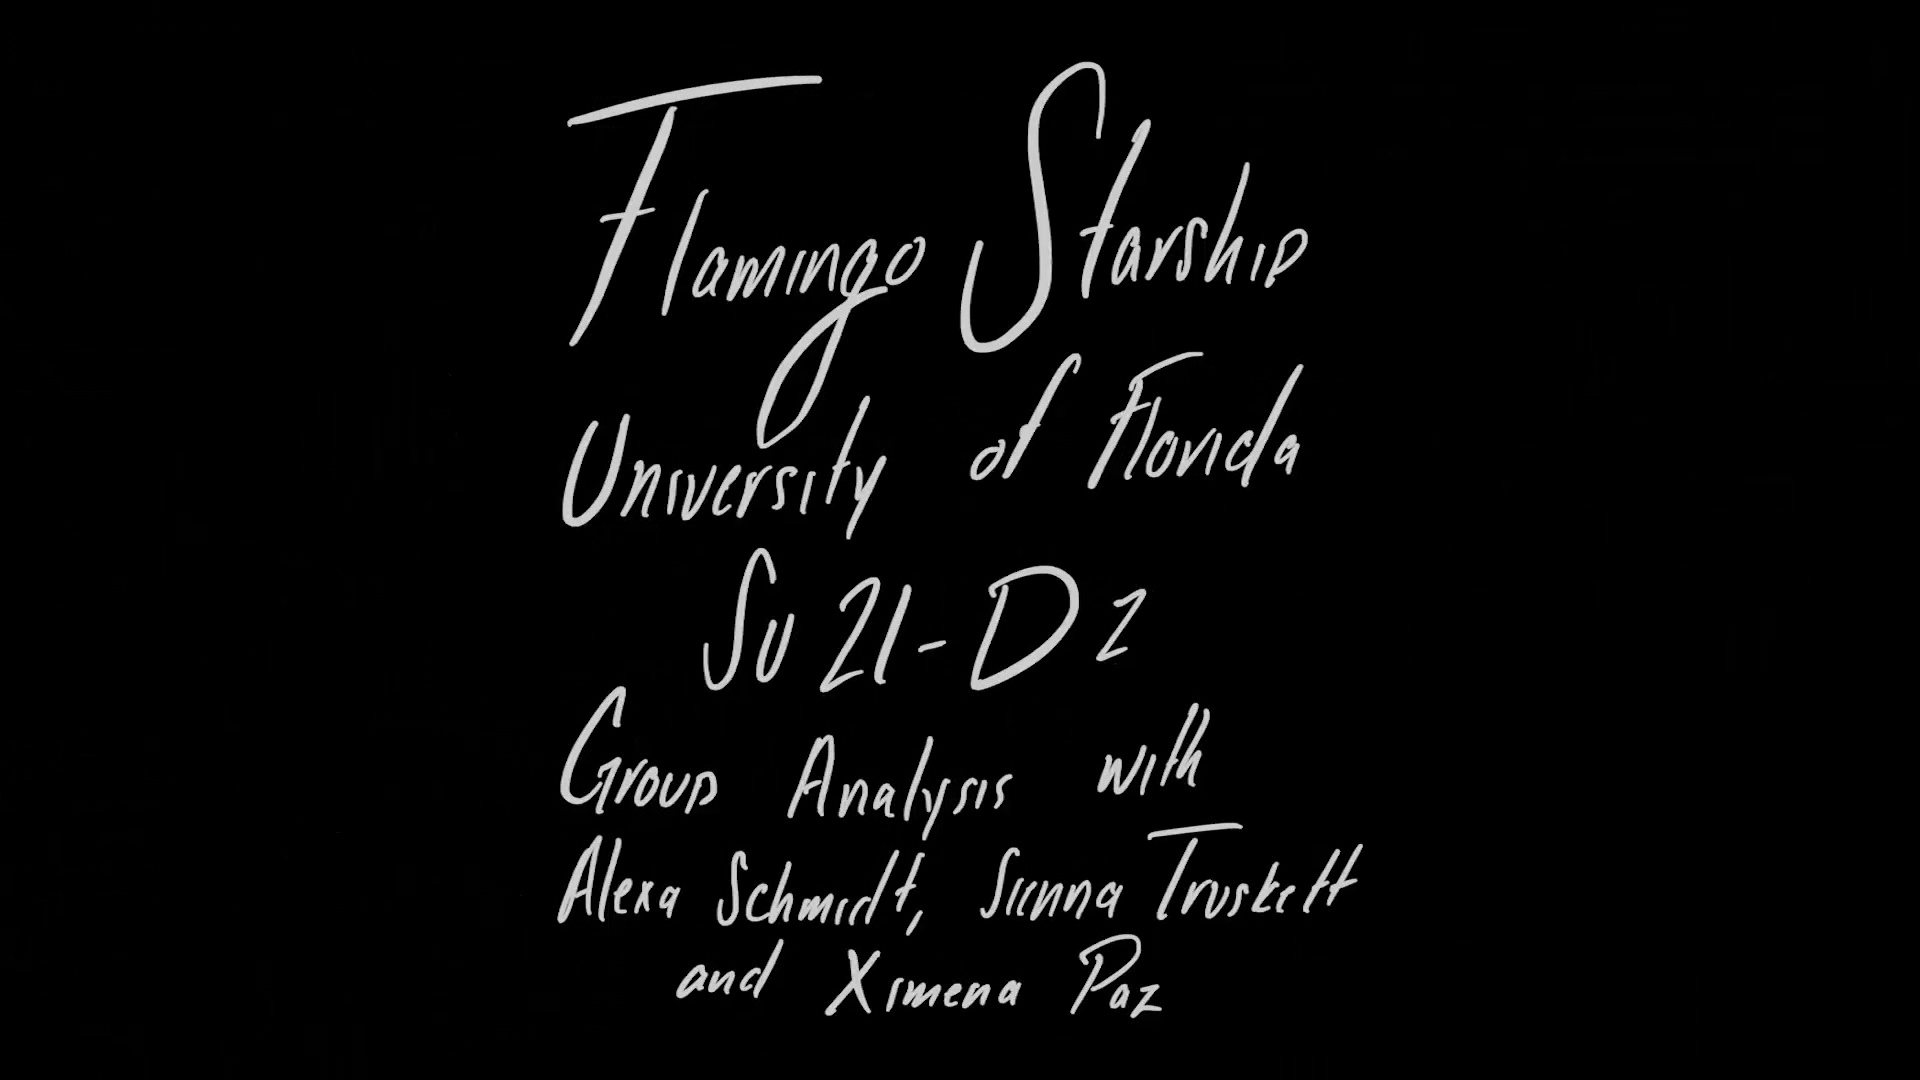 Flamingo Starship
University of Florida
Su 21-D2
Group Analysis with
Alexa Schmidt, Sienna Truskett
and Ximena Paz